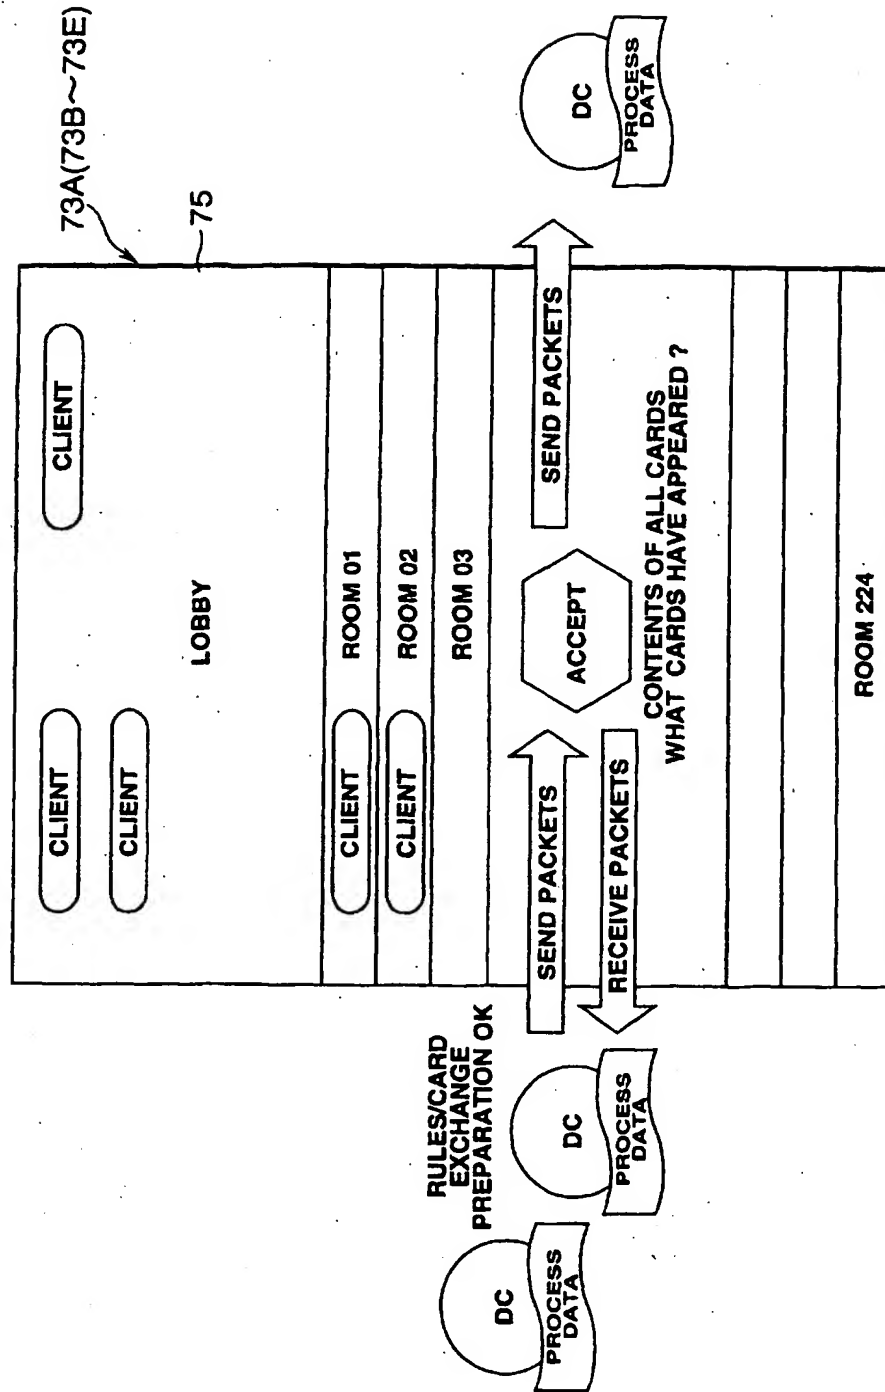 73A(73B～73E)
75
CLIENT
CLIENT
CLIENT
LOBBY
CLIENT
ROOM 01
CLIENT
ROOM 02
ROOM 03
RULES/CARD
EXCHANGE
PREPARATION OK
SEND PACKETS
ACCEPT
SEND PACKETS
RECEIVE PACKETS
CONTENTS OF ALL CARDS
WHAT CARDS HAVE APPEARED ?
DC
PROCESS
DATA
DC
PROCESS
DATA
DC
PROCESS
DATA
ROOM 224